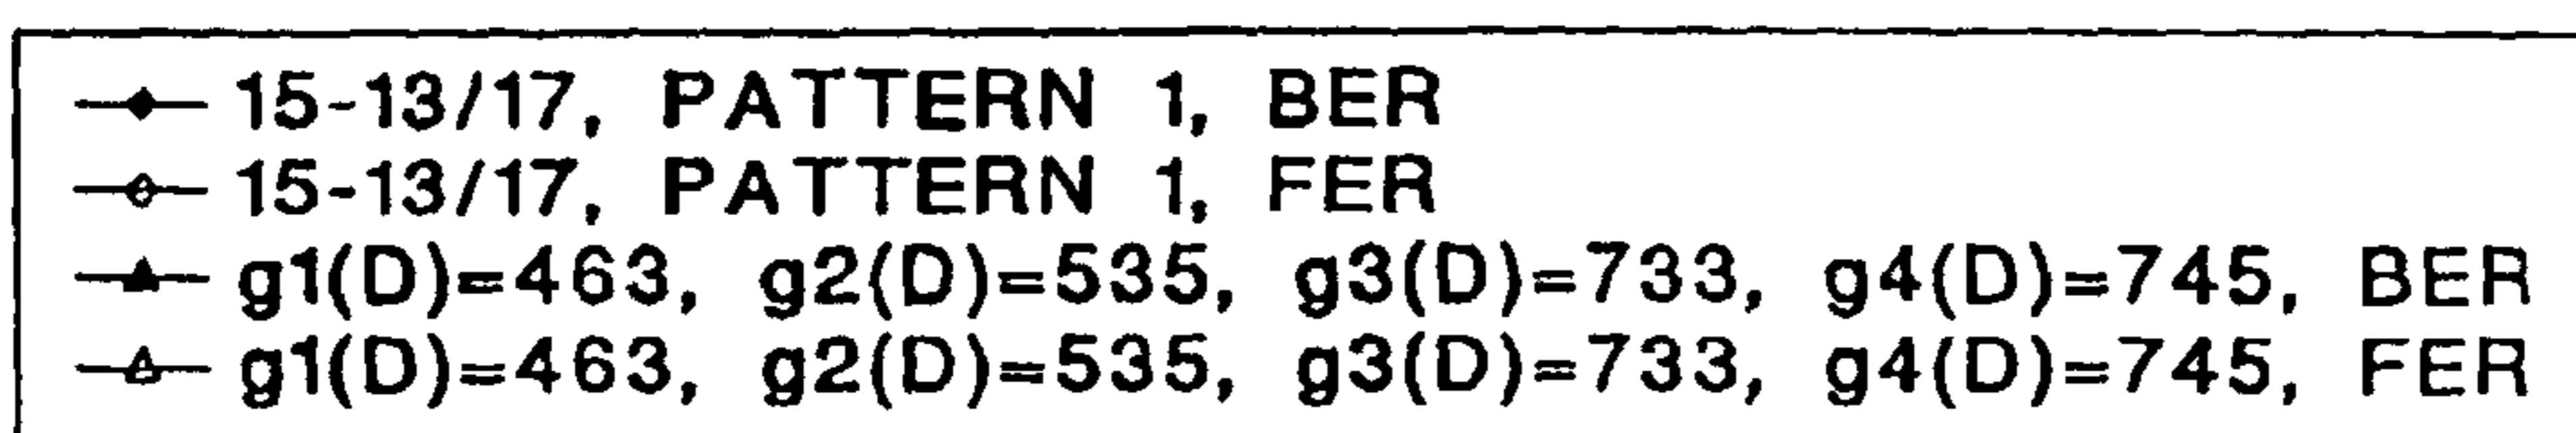 15-13/17, PATTERN 1, BER
15-13/17, PATTERN 1, FER
g1(D)=463, g2(D)=535, g3(D)=733, g4(D)=745, BER
g1(D)=463, g2(D)=535, g3(D)=733, g4(D)=745, FER